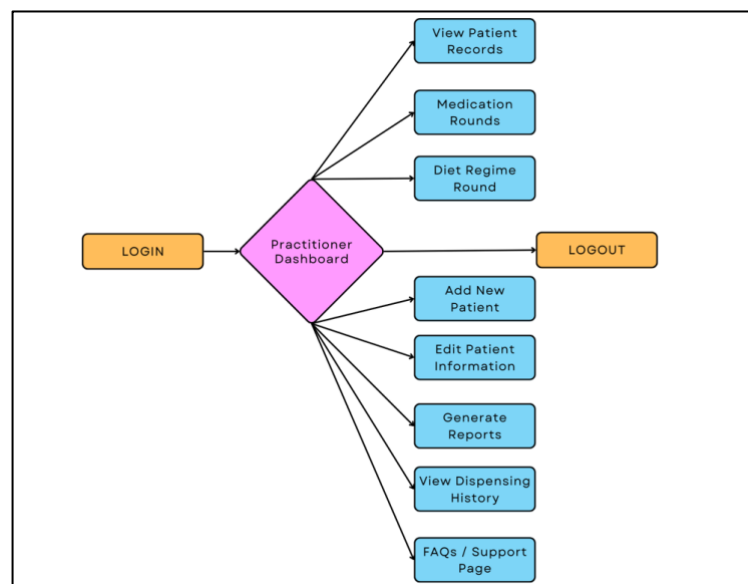 View Patient
Records
Medication
Rounds
Diet Regime
Round
LOGIN
Practitioner
Dashboard
LOGOUT
Add New
Patient
Edit Patient
Information
Generate
Reports
View Dispensing
History
FAQs / Support
Page